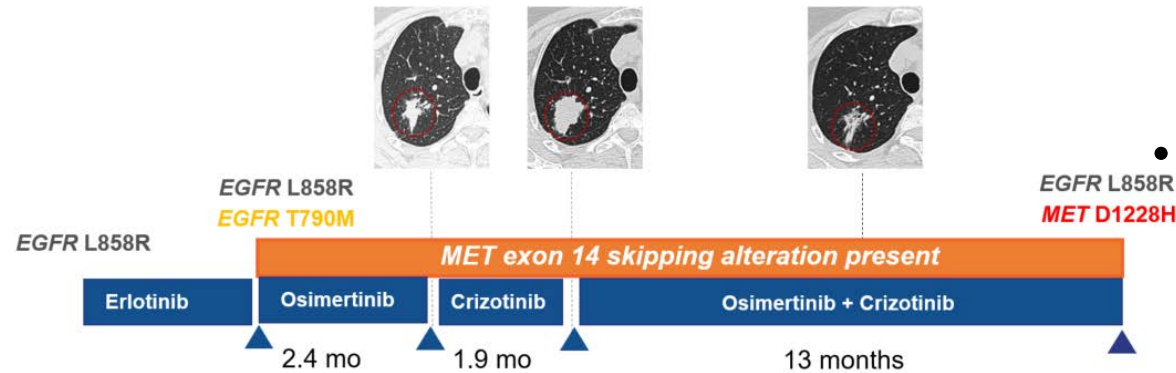 EGFR L858R
EGFR L858R
EGFR T790M
EGFR L858R
MET D1228H
MET exon 14 skipping alteration present
Erlotinib
Osimertinib
Crizotinib
Osimertinib + Crizotinib
2.4 mo
1.9 mo
13 months